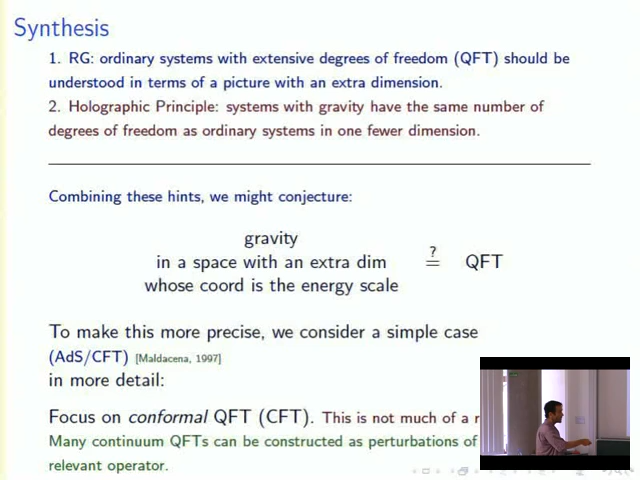 Synthesis
1. RG: ordinary systems with extensive degrees of freedom (QFT) should be
understood in terms of a picture with an extra dimension.
2. Holographic Principle: systems with gravity have the same number of
degrees of freedom as ordinary systems in one fewer dimension.
Combining these hints, we might conjecture:
gravity
in a space with an extra dim ?= QFT
whose coord is the energy scale
To make this more precise, we consider a simple case
(AdS/CFT) [Maldacena, 1997]
in more detail:
Focus on conformal QFT (CFT). This is not much of a
Many continuum QFTs can be constructed as perturbations of
relevant operator.